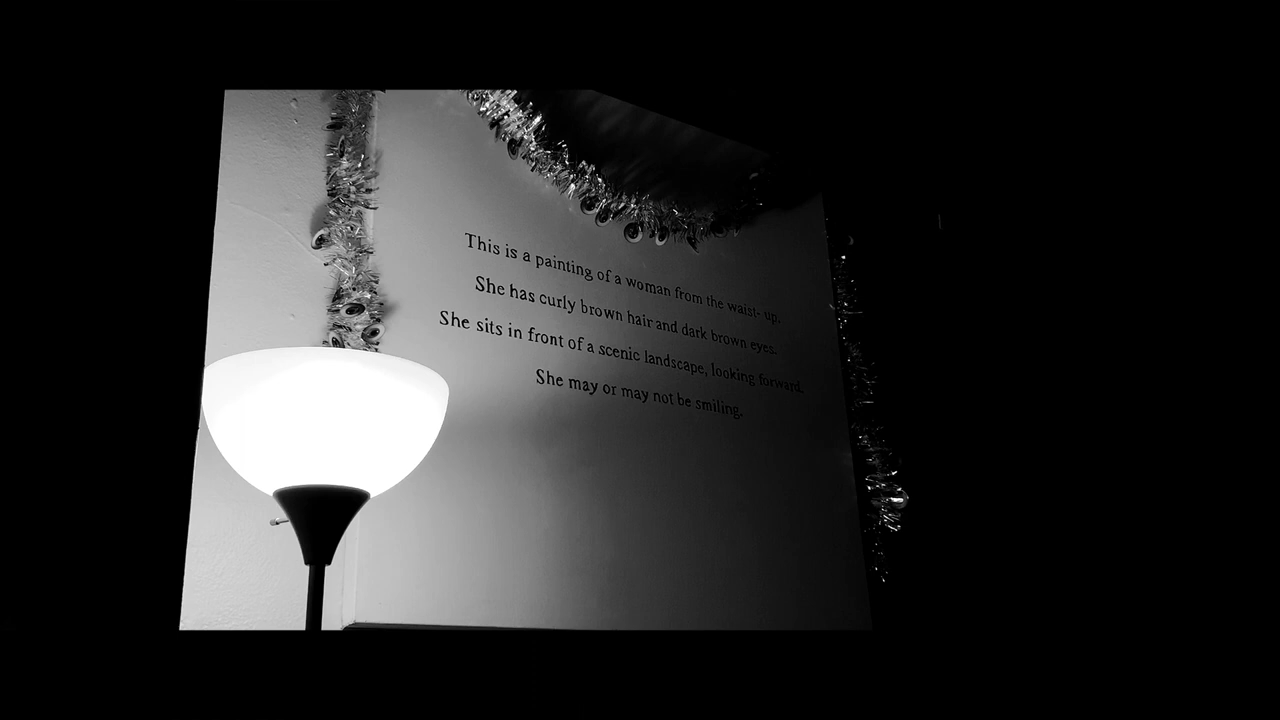 This is a painting of a woman from the waist- up.
She has curly brown hair and dark brown eyes.
She sits in front of a scenic landscape, looking forward.
She may or may not be smiling.